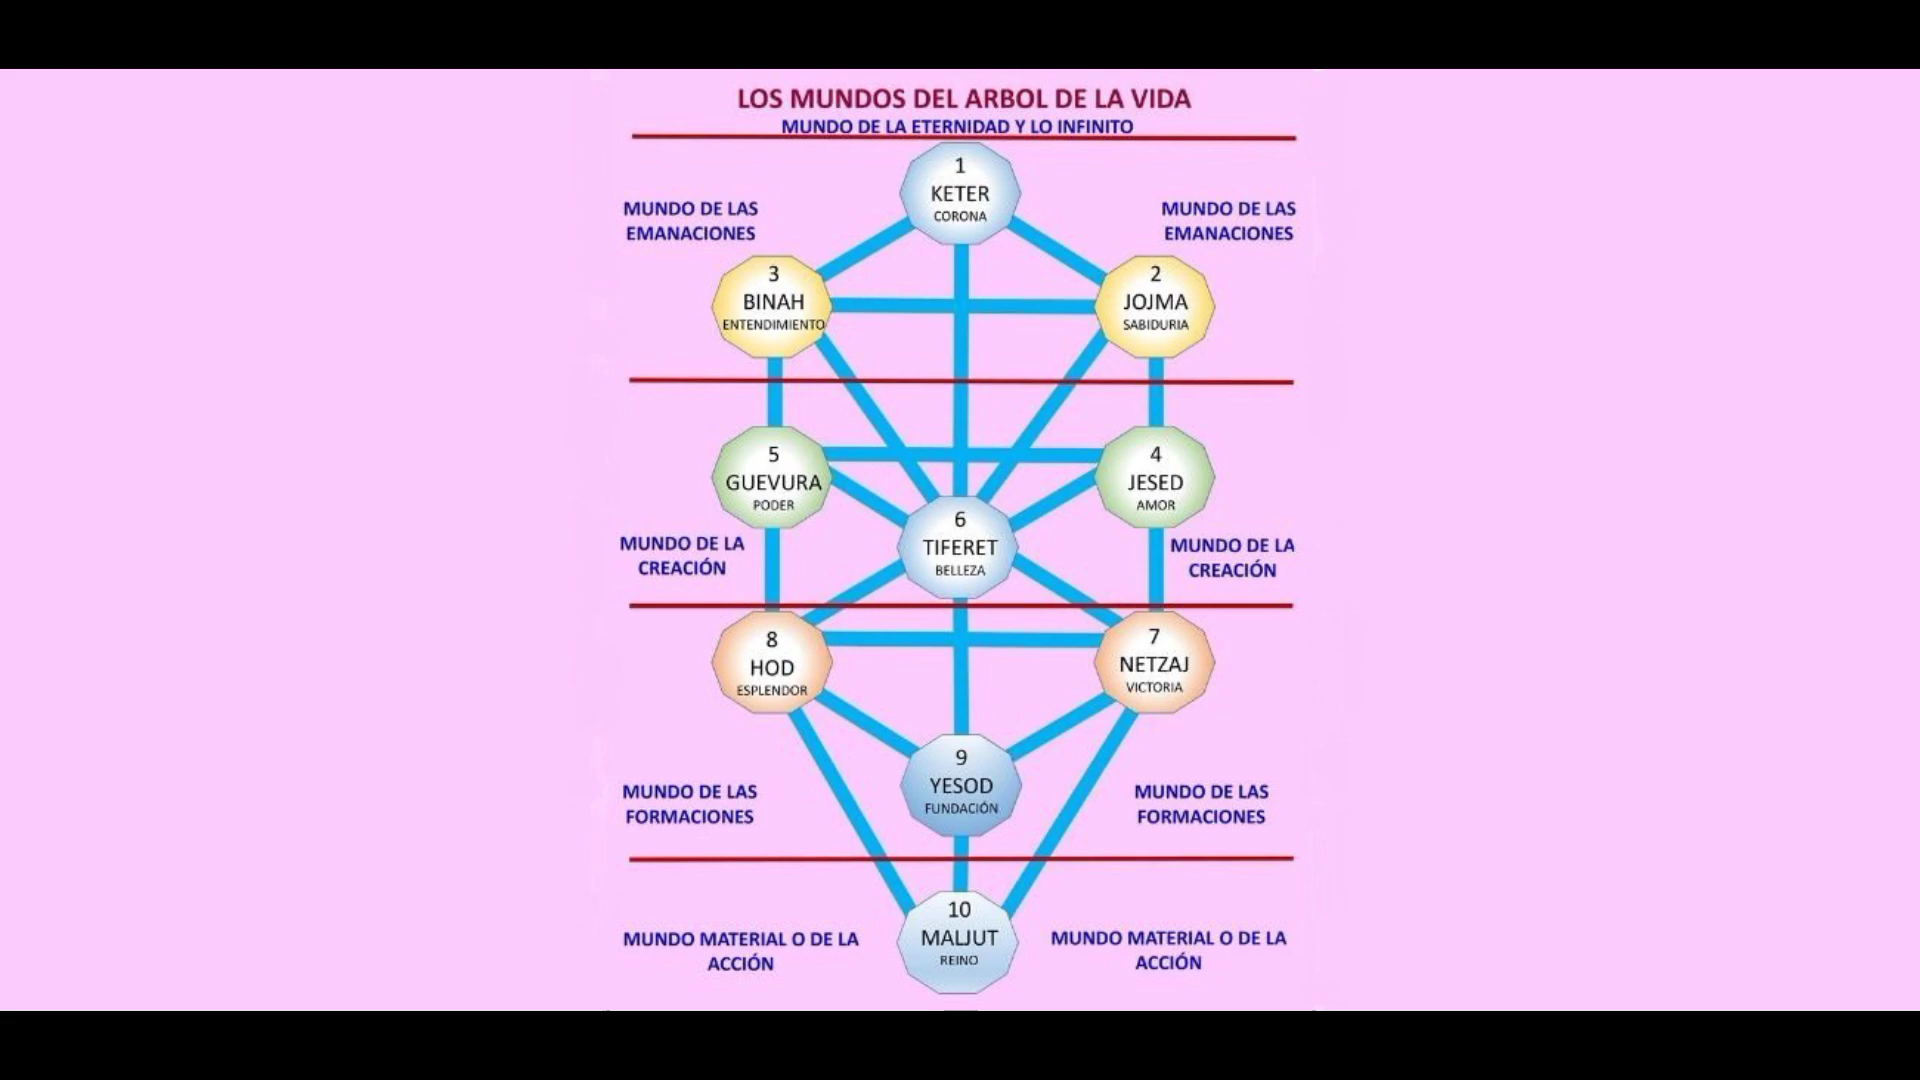 LOS MUNDOS DEL ARBOL DE LA VIDA
MUNDO DE LA ETERNIDAD Y LO INFINITO
1
KETER
CORONA
MUNDO DE LAS
EMANACIONES
MUNDO DE LAS
EMANACIONES
3
BINAH
ENTENDIMIENTO
2
JOJMA
SABIDURIA
5
GUEVURA
PODER
4
JESED
AMOR
6
TIFERET
BELLEZA
MUNDO DE LA
CREACIÓN
MUNDO DE LA
CREACIÓN
8
HOD
ESPLENDOR
7
NETZAJ
VICTORIA
9
YESOD
FUNDACIÓN
MUNDO DE LAS
FORMACIONES
MUNDO DE LAS
FORMACIONES
10
MALJUT
REINO
MUNDO MATERIAL O DE LA
ACCIÓN
MUNDO MATERIAL O DE LA
ACCIÓN